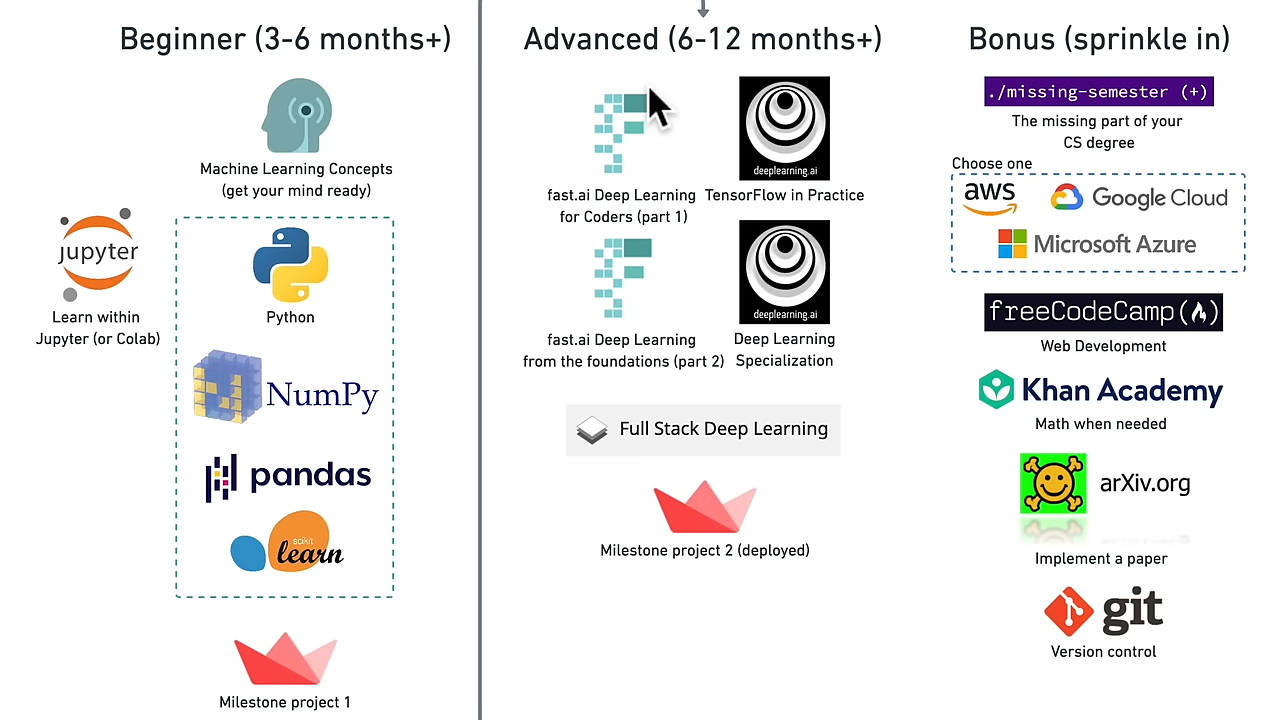 Beginner (3-6 months+)
Machine Learning Concepts
(get your mind ready)
jupyter
Learn within
Jupyter (or Colab)
Python
NumPy
pandas
scikit
learn
Milestone project 1
Advanced (6-12 months+)
fast.ai Deep Learning
for Coders (part 1)
deeplearning.ai
TensorFlow in Practice
fast.ai Deep Learning
from the foundations (part 2)
deeplearning.ai
Deep Learning
Specialization
Full Stack Deep Learning
Milestone project 2 (deployed)
Bonus (sprinkle in)
./missing-semester (+)
The missing part of your
CS degree
Choose one
aws
Google Cloud
Microsoft Azure
freeCodeCamp(🔥)
Web Development
Khan Academy
Math when needed
arXiv.org
Implement a paper
git
Version control